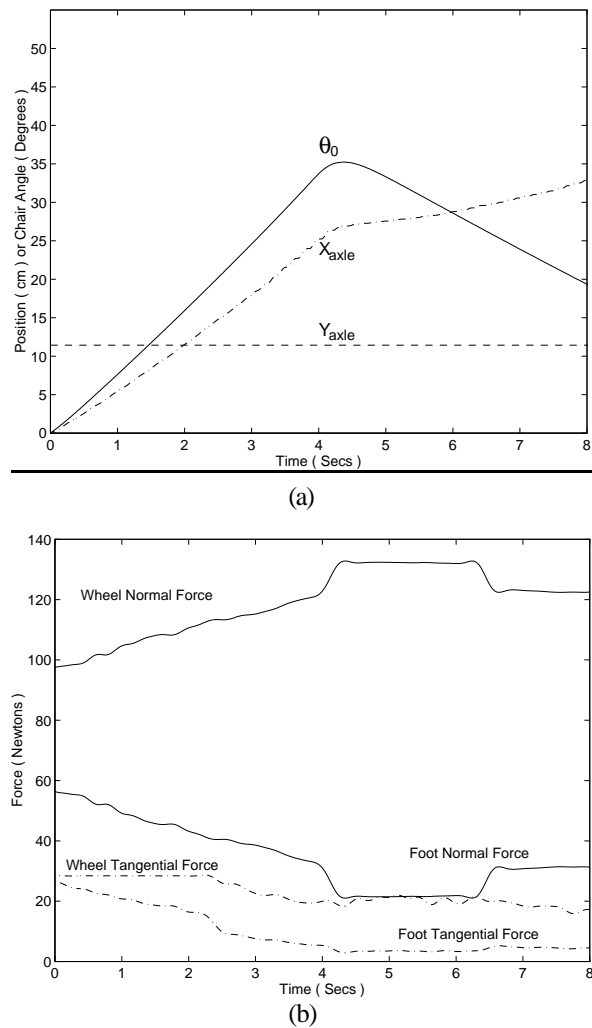 55
50
45
40
35
30
25
20
15
10
5
0
Position ( cm ) or Chair Angle ( Degrees )
θ0
Xaxle
Yaxle
0 1 2 3 4 5 6 7 8
Time ( Secs )
(a)
140
120
100
80
60
40
20
0
Force ( Newtons )
Wheel Normal Force
Wheel Tangential Force
Foot Normal Force
Foot Tangential Force
0 1 2 3 4 5 6 7 8
Time ( Secs )
(b)